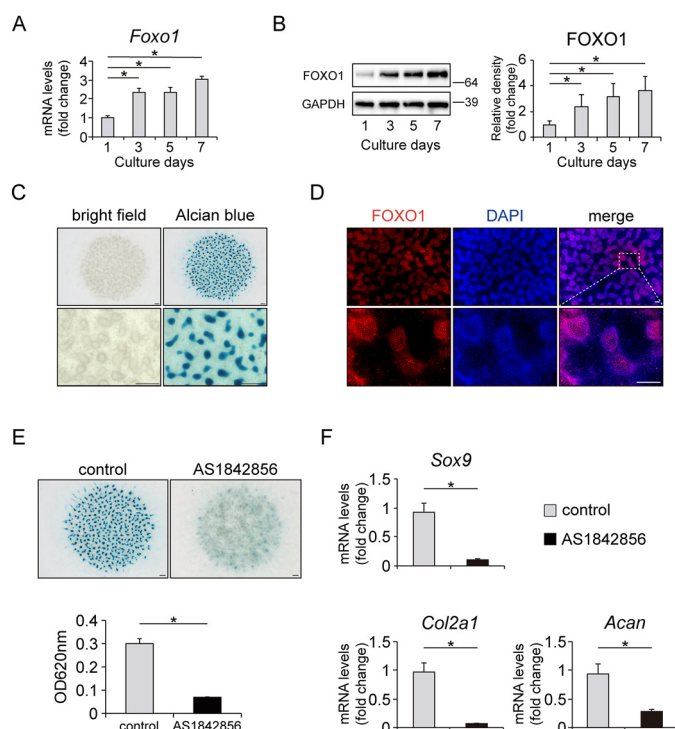 A
Foxo1
mRNA levels
(fold change)
4
3
2
1
0
*
*
*
1 3 5 7
Culture days
B
FOXO1
GAPDH
64
39
1 3 5 7
Culture days
FOXO1
Relative density
(fold change)
6
4
2
0
*
*
*
1 3 5 7
Culture days
C
bright field Alcian blue
D
FOXO1 DAPI merge
E
control AS1842856
OD620nm
0.4
0.3
0.2
0.1
0
*
control AS1842856
F
Sox9
mRNA levels
(fold change)
1.5
1
0.5
0
*
control
AS1842856
Col2a1
mRNA levels
(fold change)
1.5
1
0.5
0
*
Acan
mRNA levels
(fold change)
1.5
1
0.5
0
*